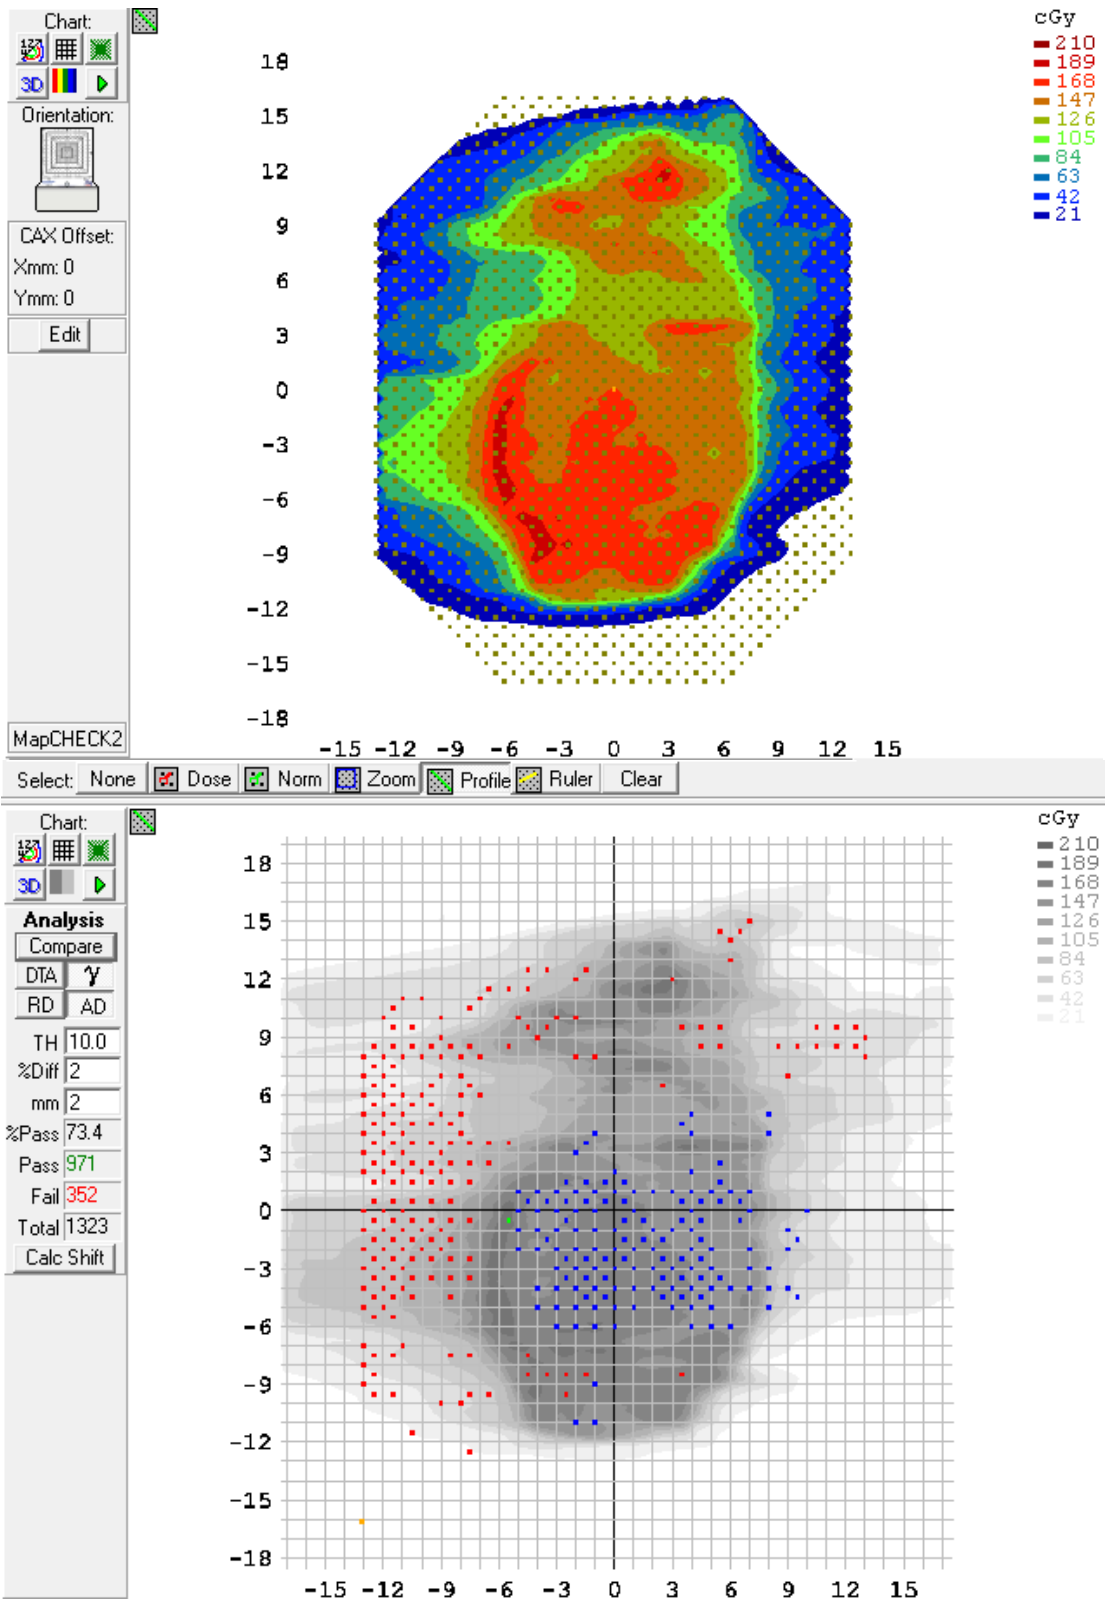 Chart:
3D
Orientation:
CAX Offset:
Xmm: 0
Ymm: 0
Edit
MapCHECK2
18
15
12
9
6
3
0
-3
-6
-9
-12
-15
-18
-15 -12 -9 -6 -3 0 3 6 9 12 15
cGy
210
189
168
147
126
105
84
63
42
21
Select: None Dose Norm Zoom Profile Ruler Clear
Chart:
3D
Analysis
Compare
DTA γ
RD AD
TH 10.0
%Diff 2
mm 2
%Pass 73.4
Pass 971
Fail 352
Total 1323
Calc Shift
18
15
12
9
6
3
0
-3
-6
-9
-12
-15
-18
-15 -12 -9 -6 -3 0 3 6 9 12 15
cGy
210
189
168
147
126
105
84
63
42
21